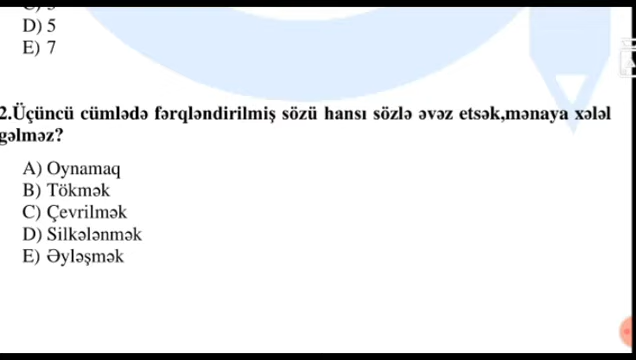 D) 5
E) 7
2.Üçüncü cümlədə fərqləndirilmiş sözü hansı sözlə əvəz etsək,mənaya xələl
gəlməz?
A) Oynamaq
B) Tökmək
C) Çevrilmək
D) Silkələnmək
E) Əyləşmək